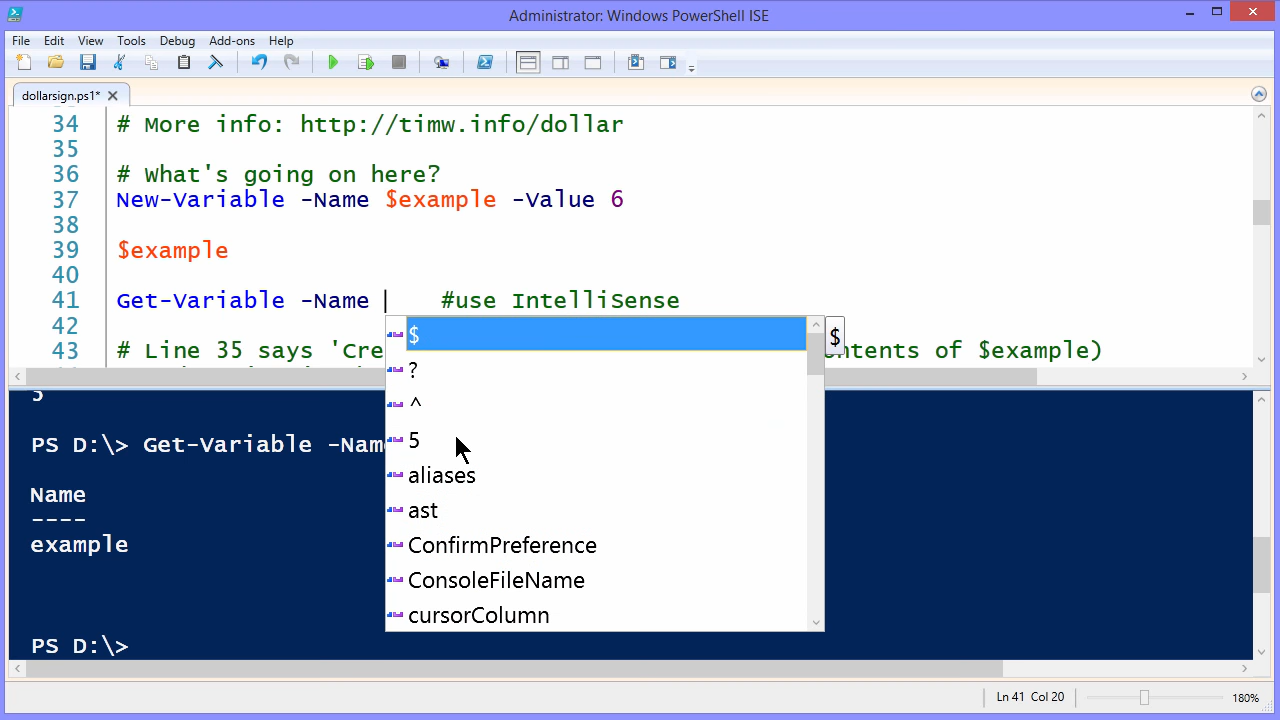 Administrator: Windows PowerShell ISE
File Edit View Tools Debug Add-ons Help
dollarsign.ps1*
34 # More info: http://timw.info/dollar
35
36 # What's going on here?
37 New-Variable -Name $example -Value 6
38
39 $example
40
41 Get-Variable -Name #use IntelliSense
42
43 # Line 35 says 'Cre ntents of $example)
$
$
?
^
5
aliases
ast
ConfirmPreference
ConsoleFileName
cursorColumn
5
PS D:\> Get-Variable -Name
Name
----
example
PS D:\>
Ln 41 Col 20
180%